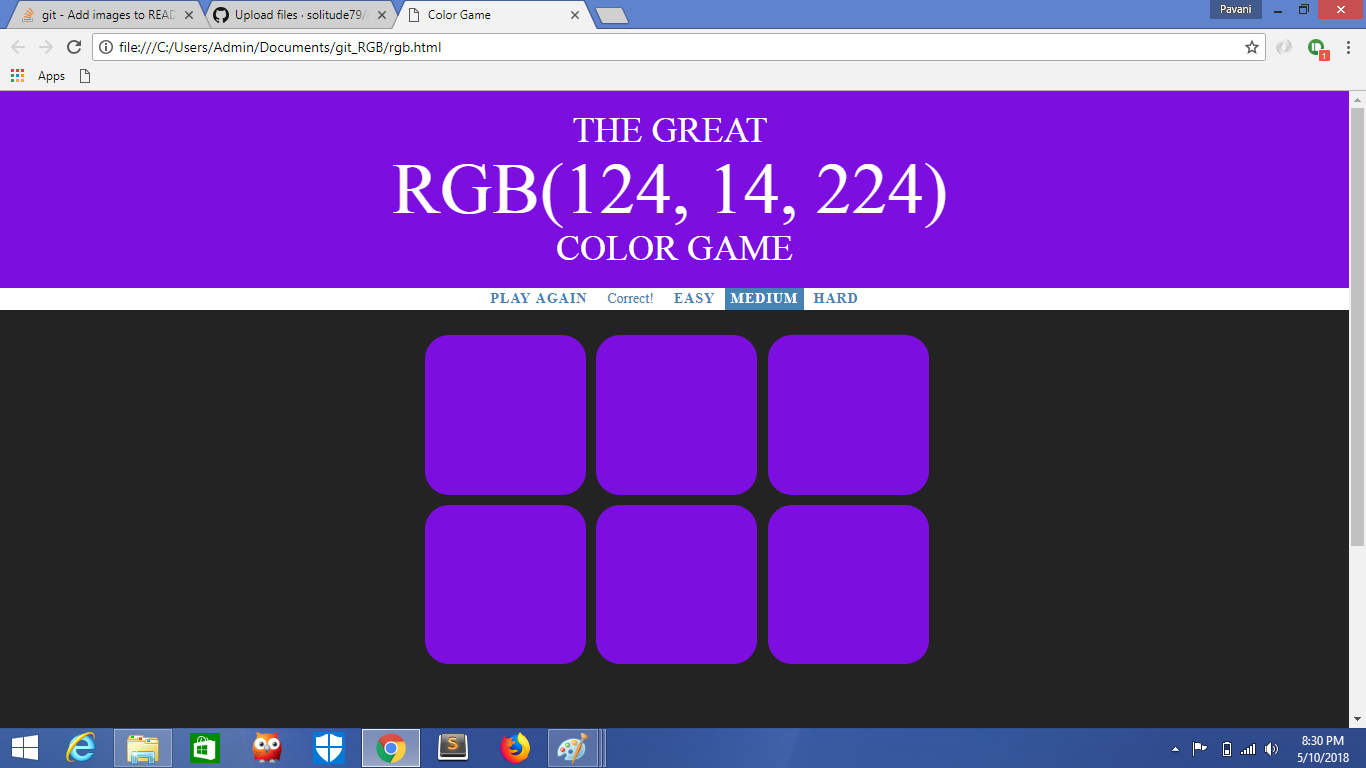 git - Add images to READ
Upload files · solitude79/
Color Game
Pavani
file:///C:/Users/Admin/Documents/git_RGB/rgb.html
1
Apps
THE GREAT
RGB(124, 14, 224)
COLOR GAME
PLAY AGAIN Correct! EASY MEDIUM HARD
8:30 PM
5/10/2018